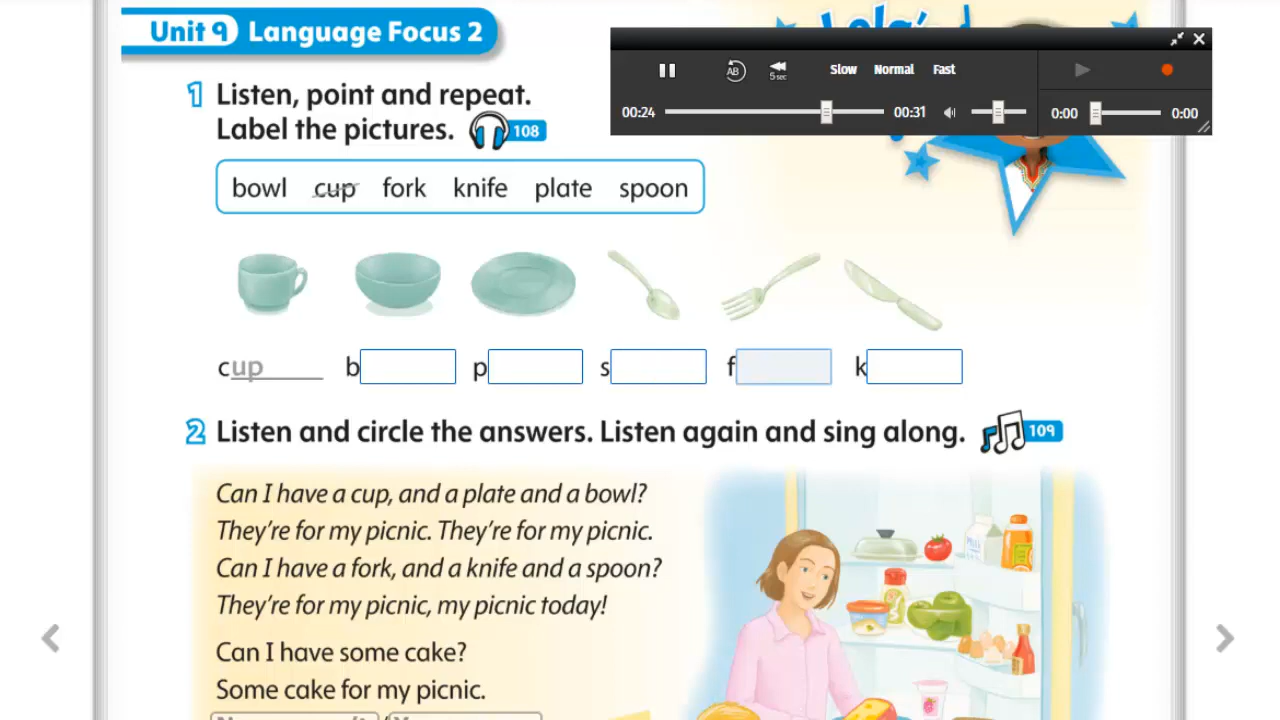 Unit 9 Language Focus 2
Lola's
00:24 AB 5 sec Slow Normal Fast 00:31 0:00 0:00
1 Listen, point and repeat.
Label the pictures. 108
bowl cup fork knife plate spoon
cup b p s f k
2 Listen and circle the answers. Listen again and sing along. 109
Can I have a cup, and a plate and a bowl?
They're for my picnic. They're for my picnic.
Can I have a fork, and a knife and a spoon?
They're for my picnic, my picnic today!
Can I have some cake?
Some cake for my picnic.